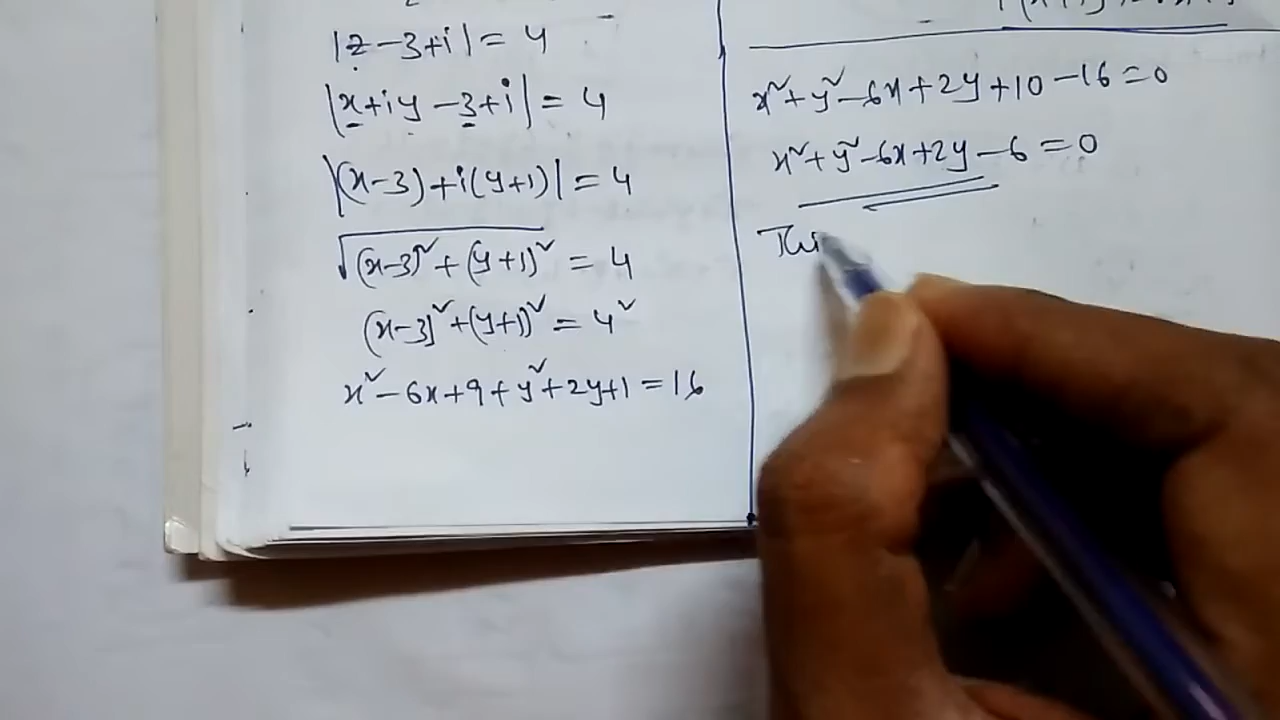 |z-3+i| = 4
|x+iy-3+i| = 4
|(x-3)+i(y+1)| = 4
√(x-3)²+(y+1)² = 4
(x-3)²+(y+1)² = 4²
x²-6x+9+y²+2y+1 = 16
x²+y²-6x+2y+10-16=0
x²+y²-6x+2y-6=0